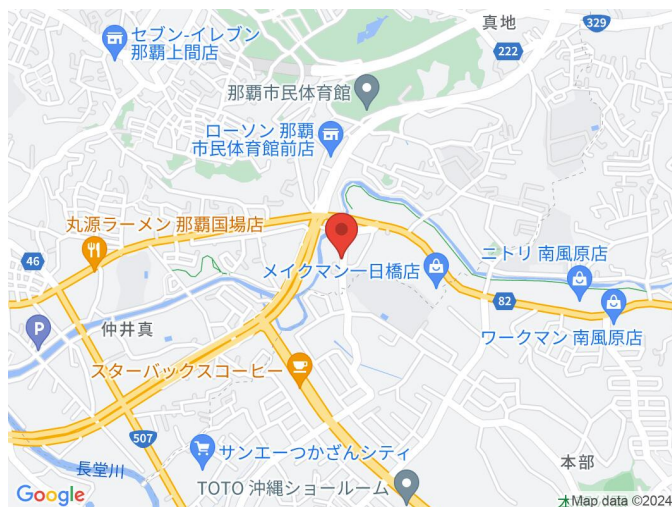 真地
329
セブン-イレブン
那覇上間店
222
那覇市民体育館
ローソン 那覇
市民体育館前店
丸源ラーメン 那覇国場店
46
メイクマン一日橋店
ニトリ 南風原店
82
P
仲井真
ワークマン 南風原店
スターバックスコーヒー
507
サンエーつかざんシティ
長堂川
本部
TOTO 沖縄ショールーム
Google
Map data ©2024